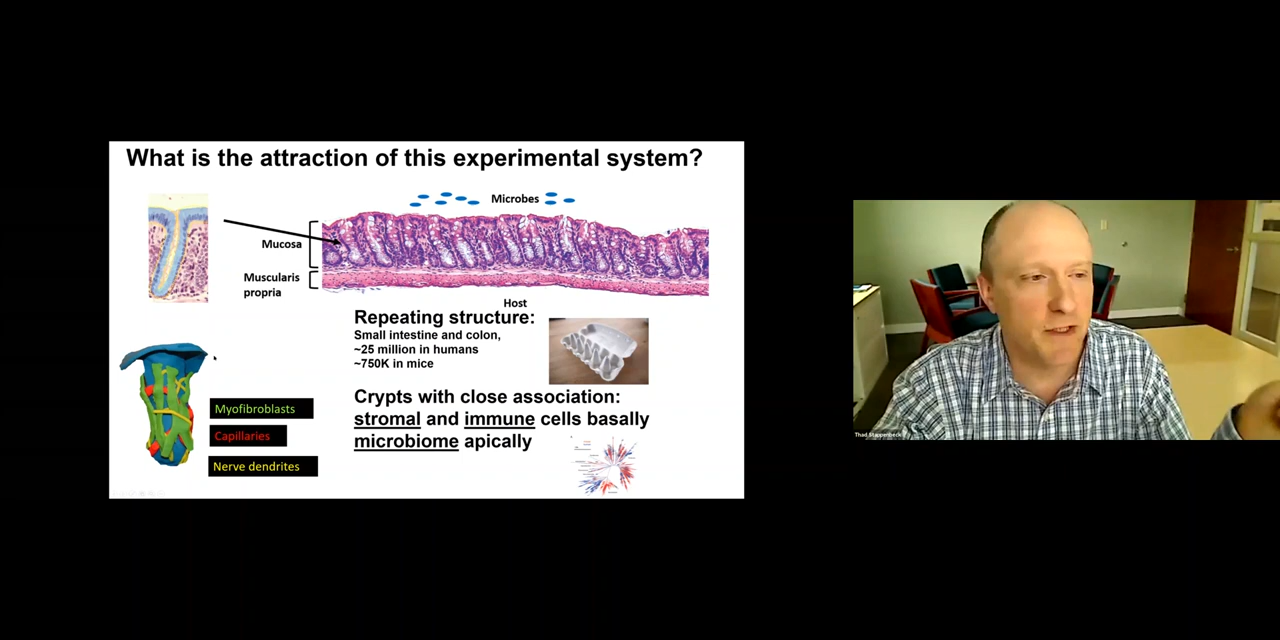 What is the attraction of this experimental system?
Microbes
Mucosa
Muscularis
propria
Host
Repeating structure:
Small intestine and colon,
~25 million in humans
~750K in mice
Crypts with close association:
stromal and immune cells basally
microbiome apically
Myofibroblasts
Capillaries
Nerve dendrites
Thad Stappenbeck